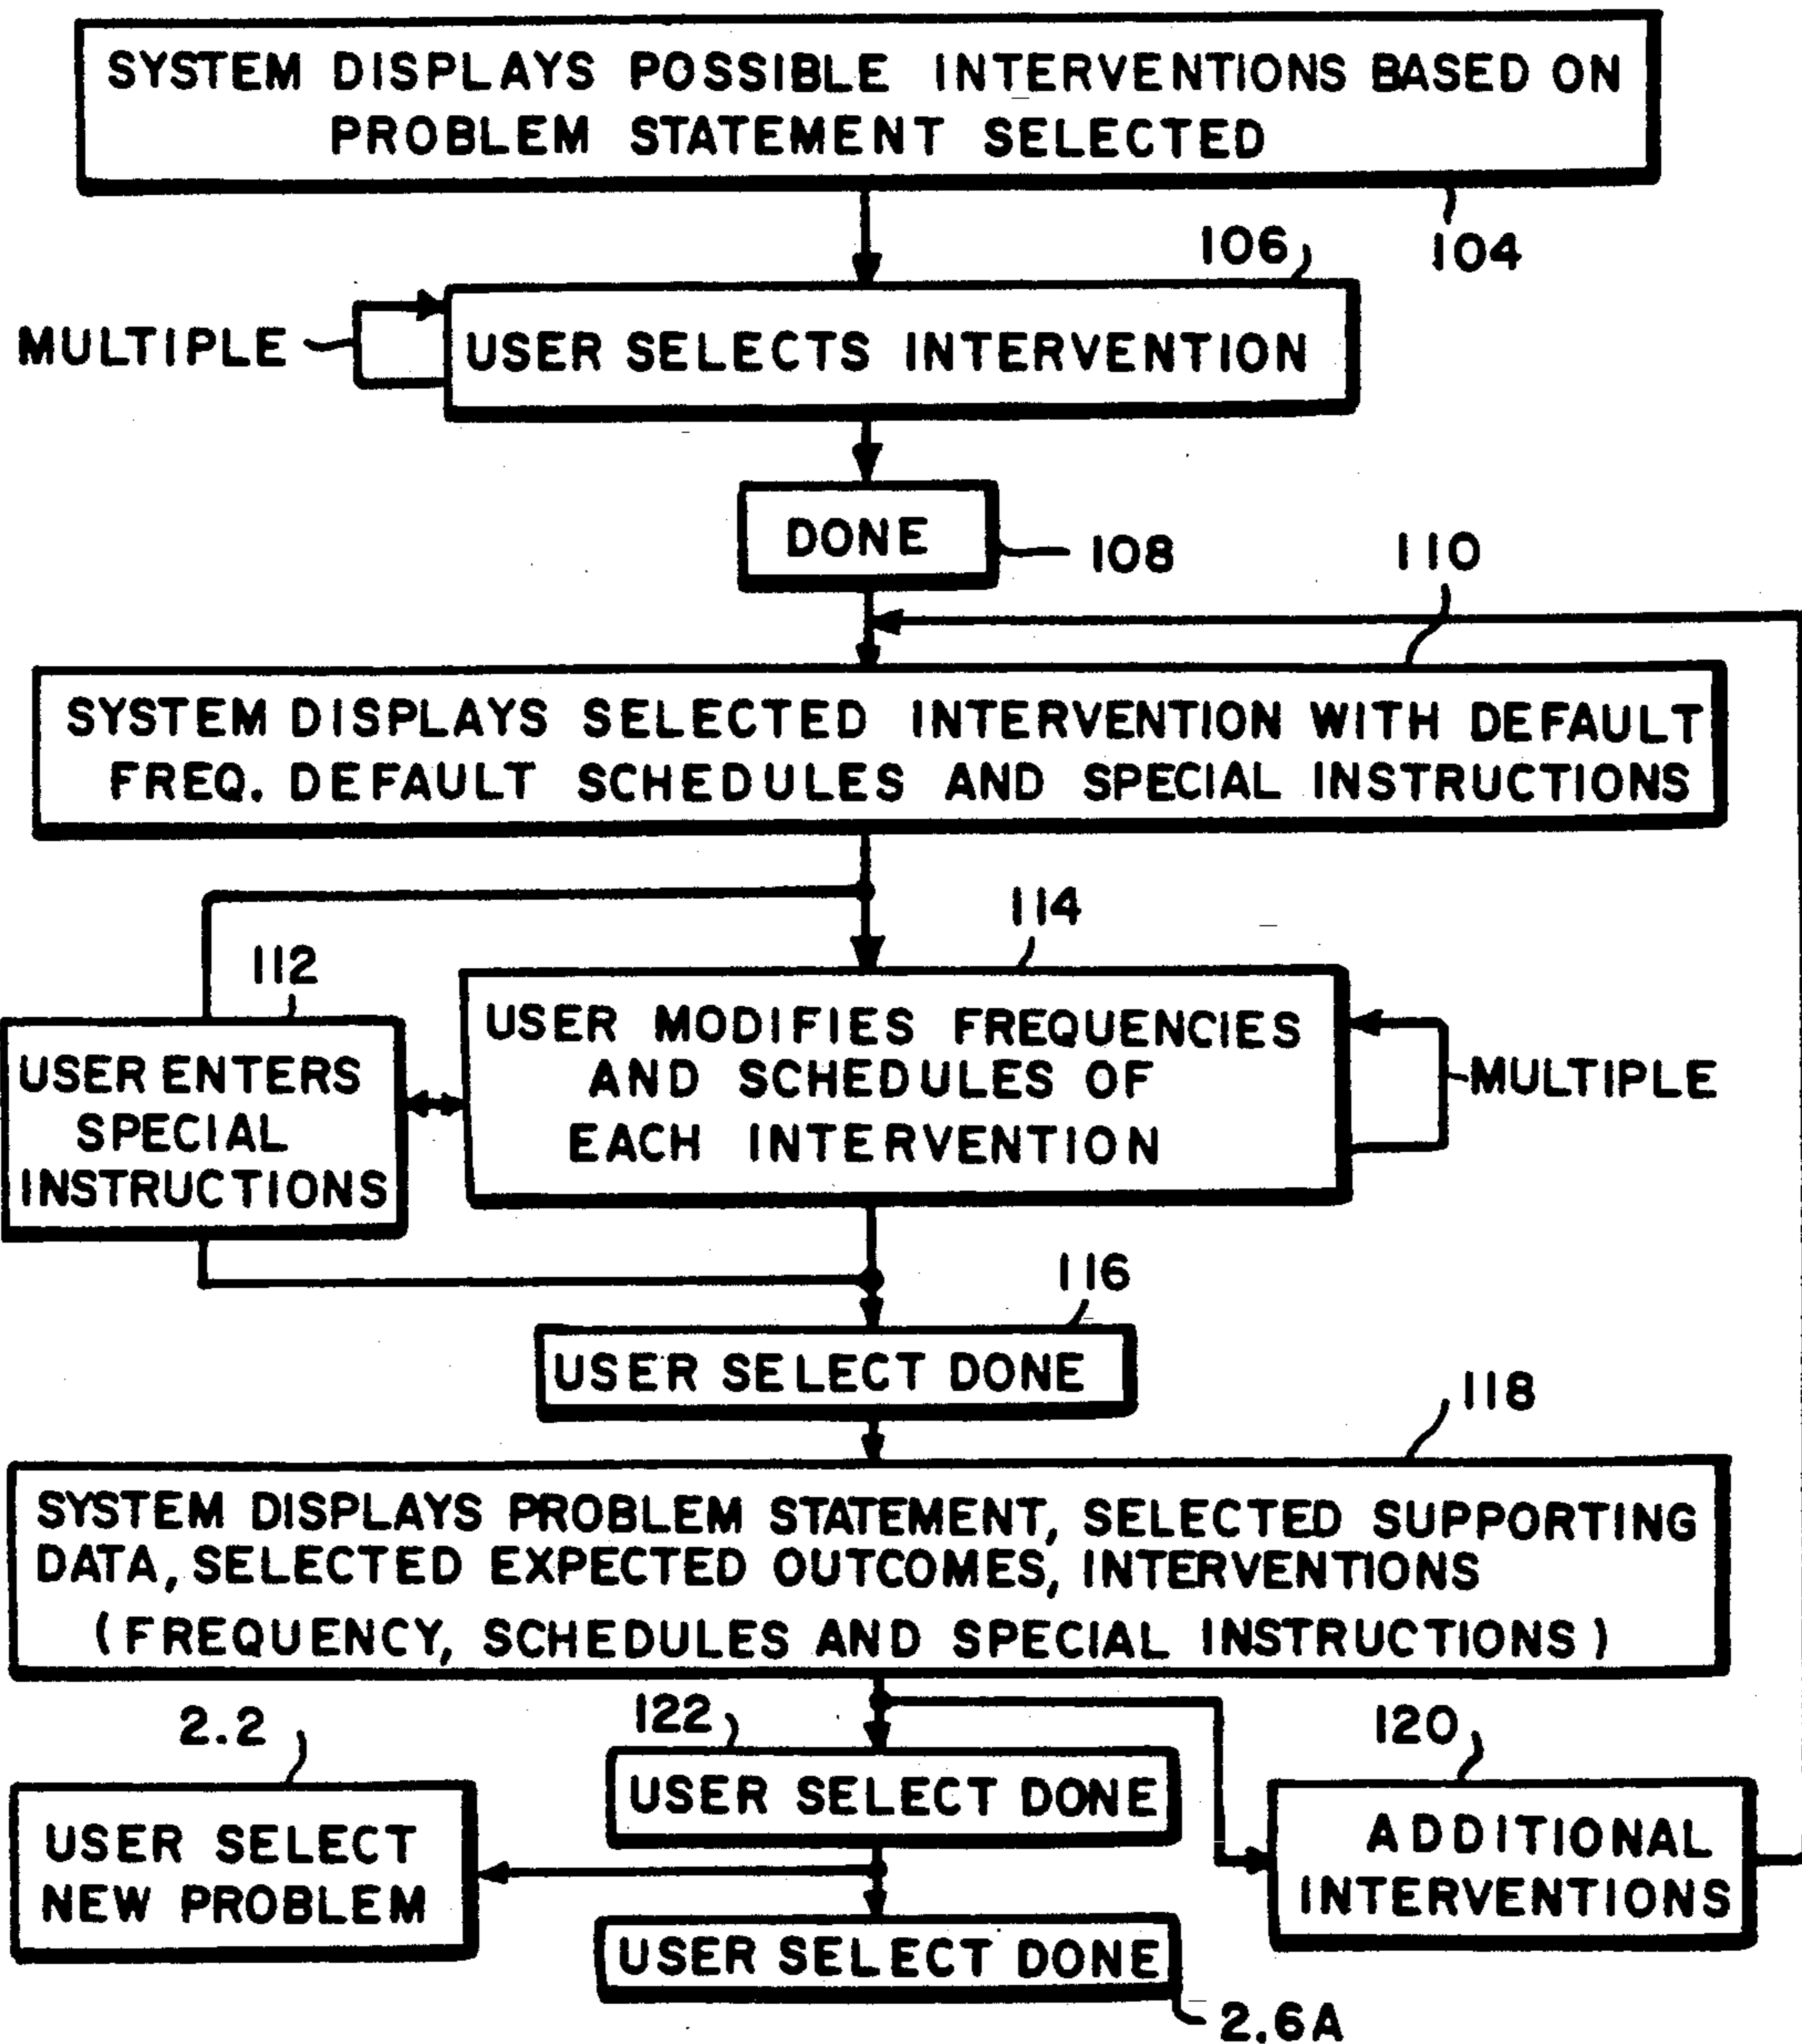 SYSTEM DISPLAYS POSSIBLE INTERVENTIONS BASED ON
PROBLEM STATEMENT SELECTED
104
106
MULTIPLE
USER SELECTS INTERVENTION
DONE
108
110
SYSTEM DISPLAYS SELECTED INTERVENTION WITH DEFAULT
FREQ. DEFAULT SCHEDULES AND SPECIAL INSTRUCTIONS
114
112
USER MODIFIES FREQUENCIES
AND SCHEDULES OF
EACH INTERVENTION
MULTIPLE
USER ENTERS
SPECIAL
INSTRUCTIONS
116
USER SELECT DONE
118
SYSTEM DISPLAYS PROBLEM STATEMENT, SELECTED SUPPORTING
DATA, SELECTED EXPECTED OUTCOMES, INTERVENTIONS
(FREQUENCY, SCHEDULES AND SPECIAL INSTRUCTIONS)
2.2
122
120
USER SELECT DONE
USER SELECT
NEW PROBLEM
ADDITIONAL
INTERVENTIONS
USER SELECT DONE
2.6A